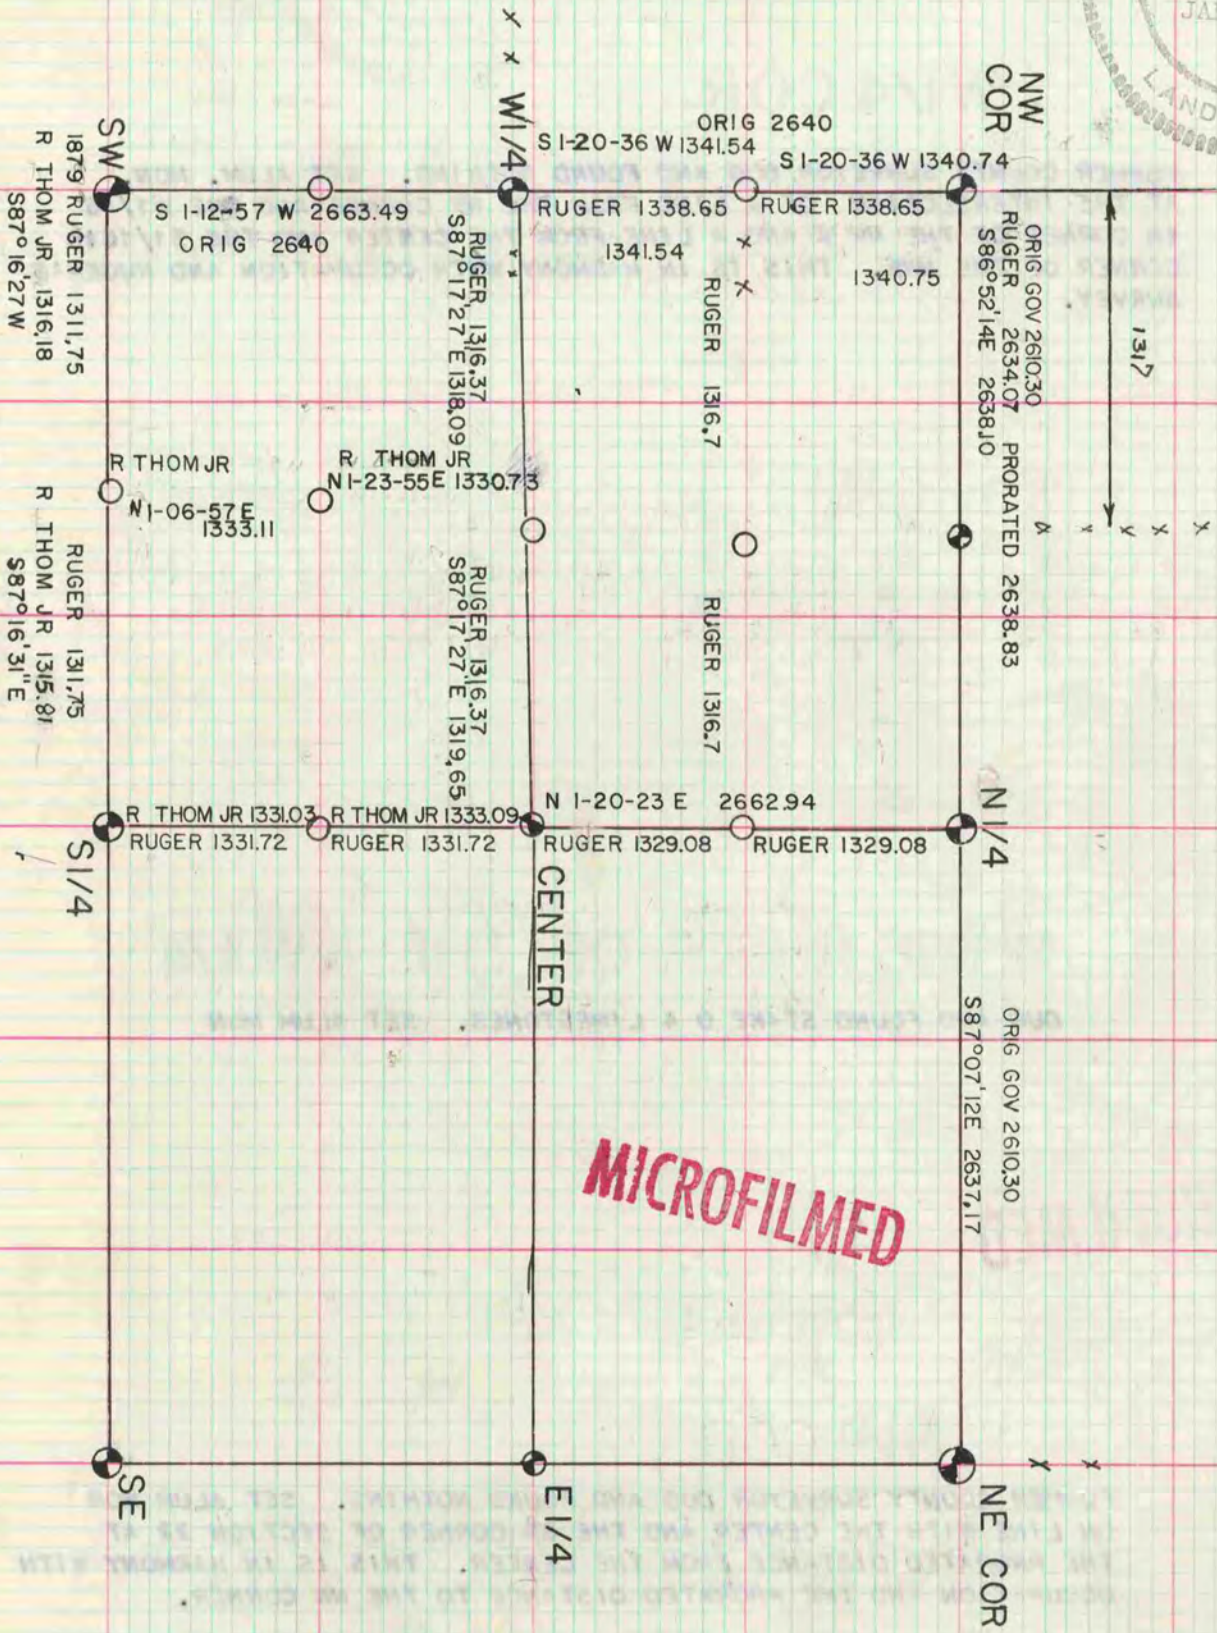 JAN
LAND
NW
COR
ORIG GOV 2610.30
RUGER 2634.07 PRORATED 2638.83
S86°52'14E 2638.10
1317
N1/4
ORIG GOV 2610.30
S87°07'12E 2637.17
NE COR
ORIG 2640
S 1-20-36 W 1341.54
S 1-20-36 W 1340.74
RUGER 1338.65
RUGER 1338.65
1341.54
1340.75
RUGER 1316.7
RUGER 1316.7
W1/4
RUGER 1316.37
S87°17'27"E 1318.09
RUGER 1316.37
S87°17'27"E 1319.65
N 1-20-23 E 2662.94
RUGER 1329.08
RUGER 1329.08
CENTER
E1/4
S 1-12-57 W 2663.49
ORIG 2640
R THOM JR
N1-23-55E 1330.73
R THOM JR
N1-06-57E
1333.11
R THOM JR 1331.03
R THOM JR 1333.09
RUGER 1331.72
RUGER 1331.72
SW
1879 RUGER 1311.75
R THOM JR 1316.18
S87°16'27W
RUGER 1311.75
R THOM JR 1315.81
S87°16'31"E
S1/4
SE
MICROFILMED